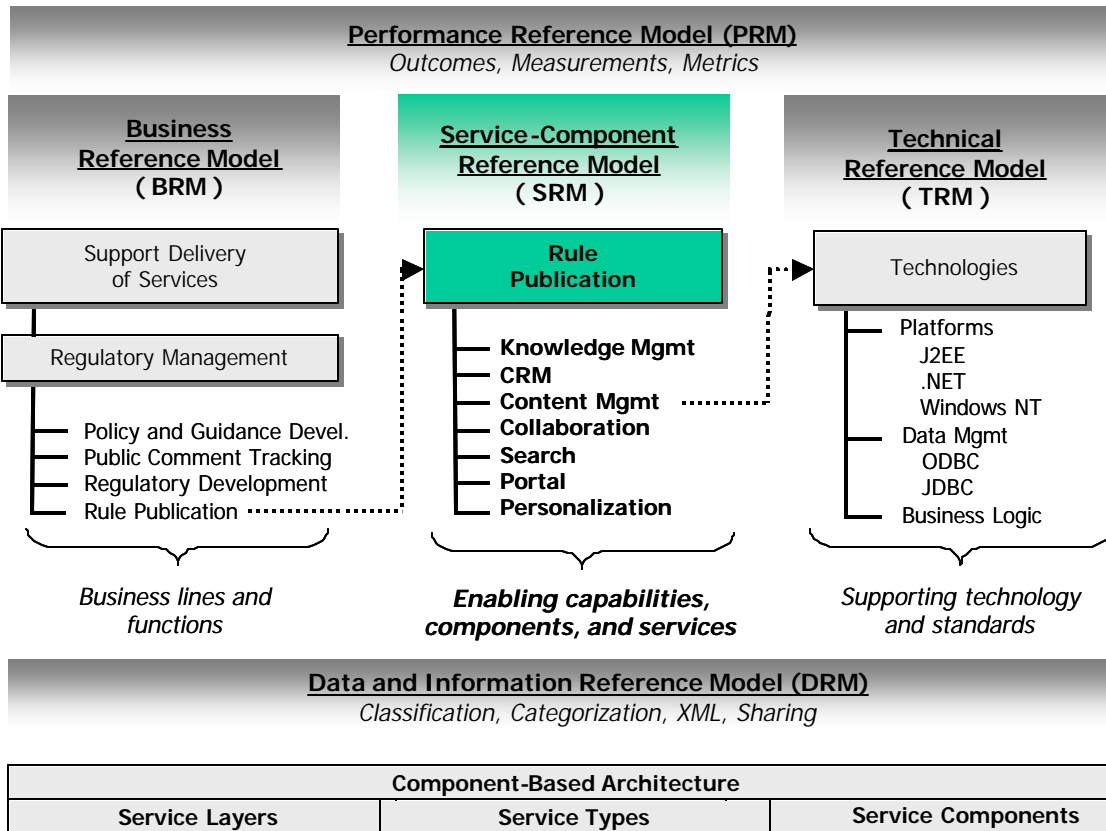 Performance Reference Model (PRM)
Outcomes, Measurements, Metrics
Business
Reference Model
( BRM )
Support Delivery
of Services
Regulatory Management
Policy and Guidance Devel.
Public Comment Tracking
Regulatory Development
Rule Publication
Business lines and
functions
Service-Component
Reference Model
( SRM )
Rule
Publication
Knowledge Mgmt
CRM
Content Mgmt
Collaboration
Search
Portal
Personalization
Enabling capabilities,
components, and services
Technical
Reference Model
( TRM )
Technologies
Platforms
J2EE
.NET
Windows NT
Data Mgmt
ODBC
JDBC
Business Logic
Supporting technology
and standards
Data and Information Reference Model (DRM)
Classification, Categorization, XML, Sharing
Component-Based Architecture
Service Layers
Service Types
Service Components